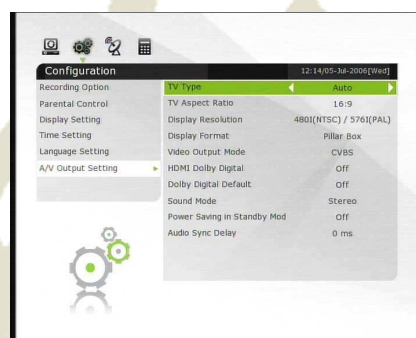 Configuration
12:14/05-Jul-2006[Wed]
Recording Option
Parental Control
Display Setting
Time Setting
Language Setting
A/V Output Setting
TV Type Auto
TV Aspect Ratio 16:9
Display Resolution 480I(NTSC) / 576I(PAL)
Display Format Pillar Box
Video Output Mode CVBS
HDMI Dolby Digital Off
Dolby Digital Default Off
Sound Mode Stereo
Power Saving in Standby Mod Off
Audio Sync Delay 0 ms